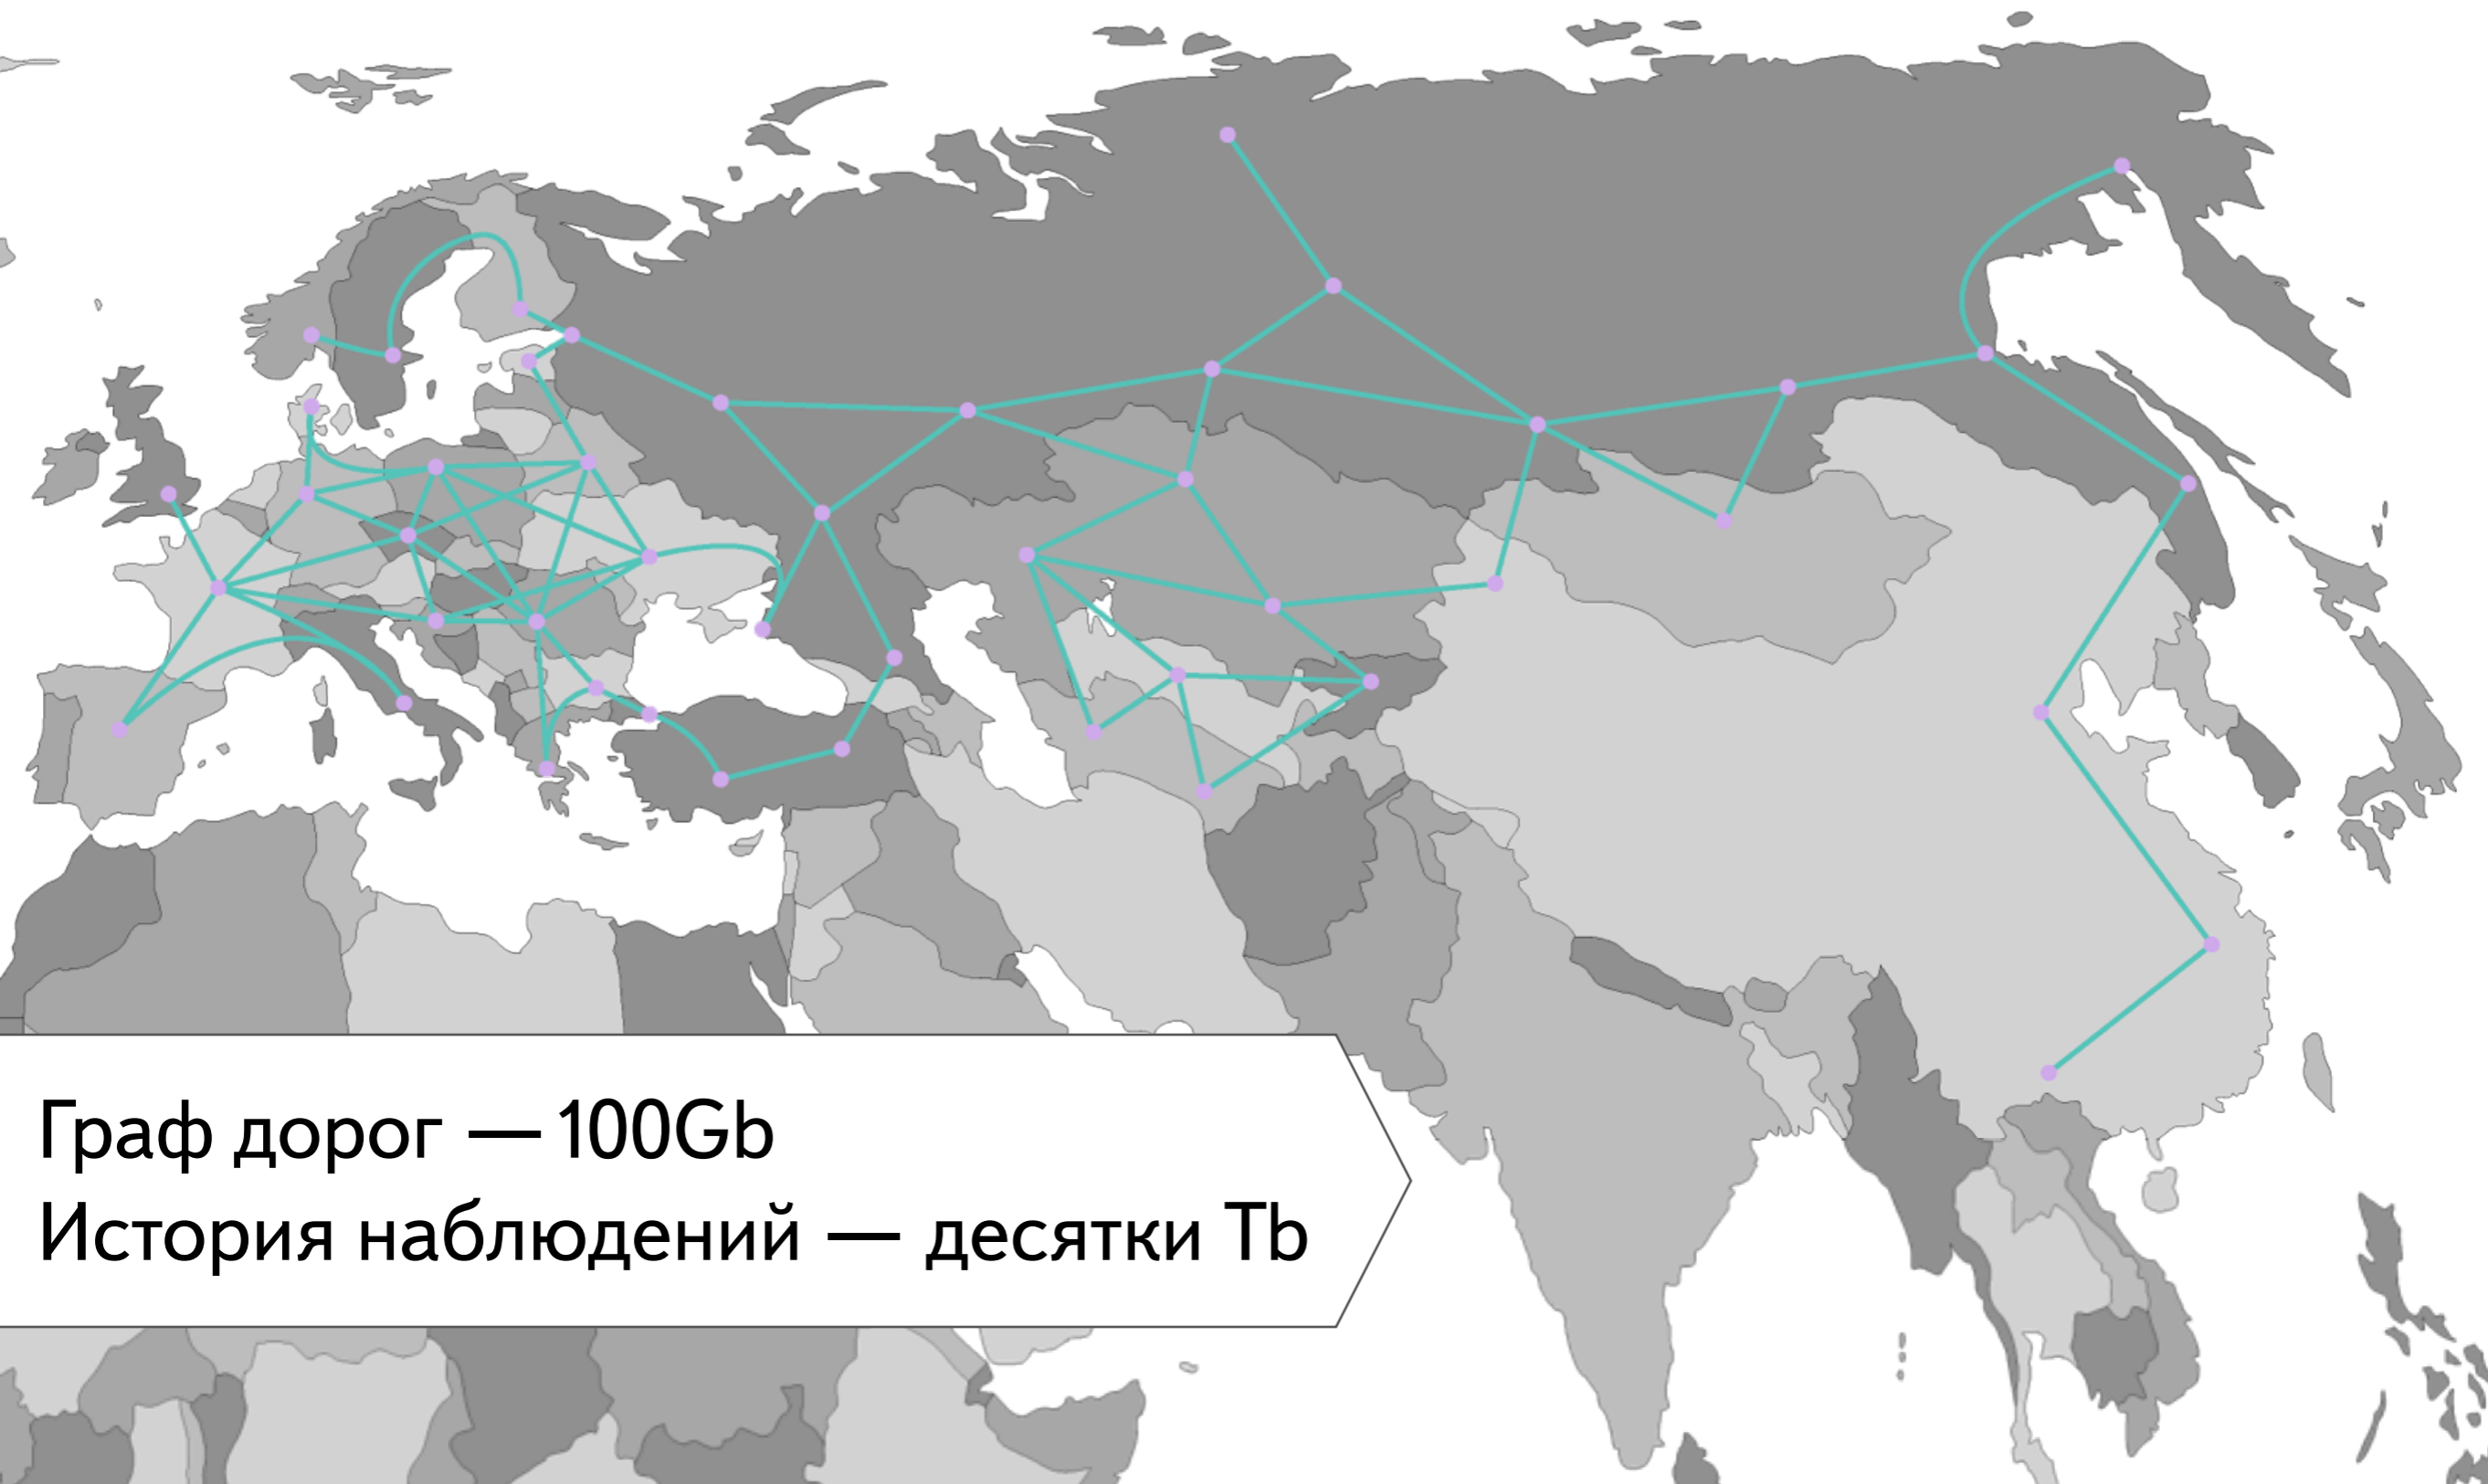 Граф дорог — 100Gb
История наблюдений — десятки Tb